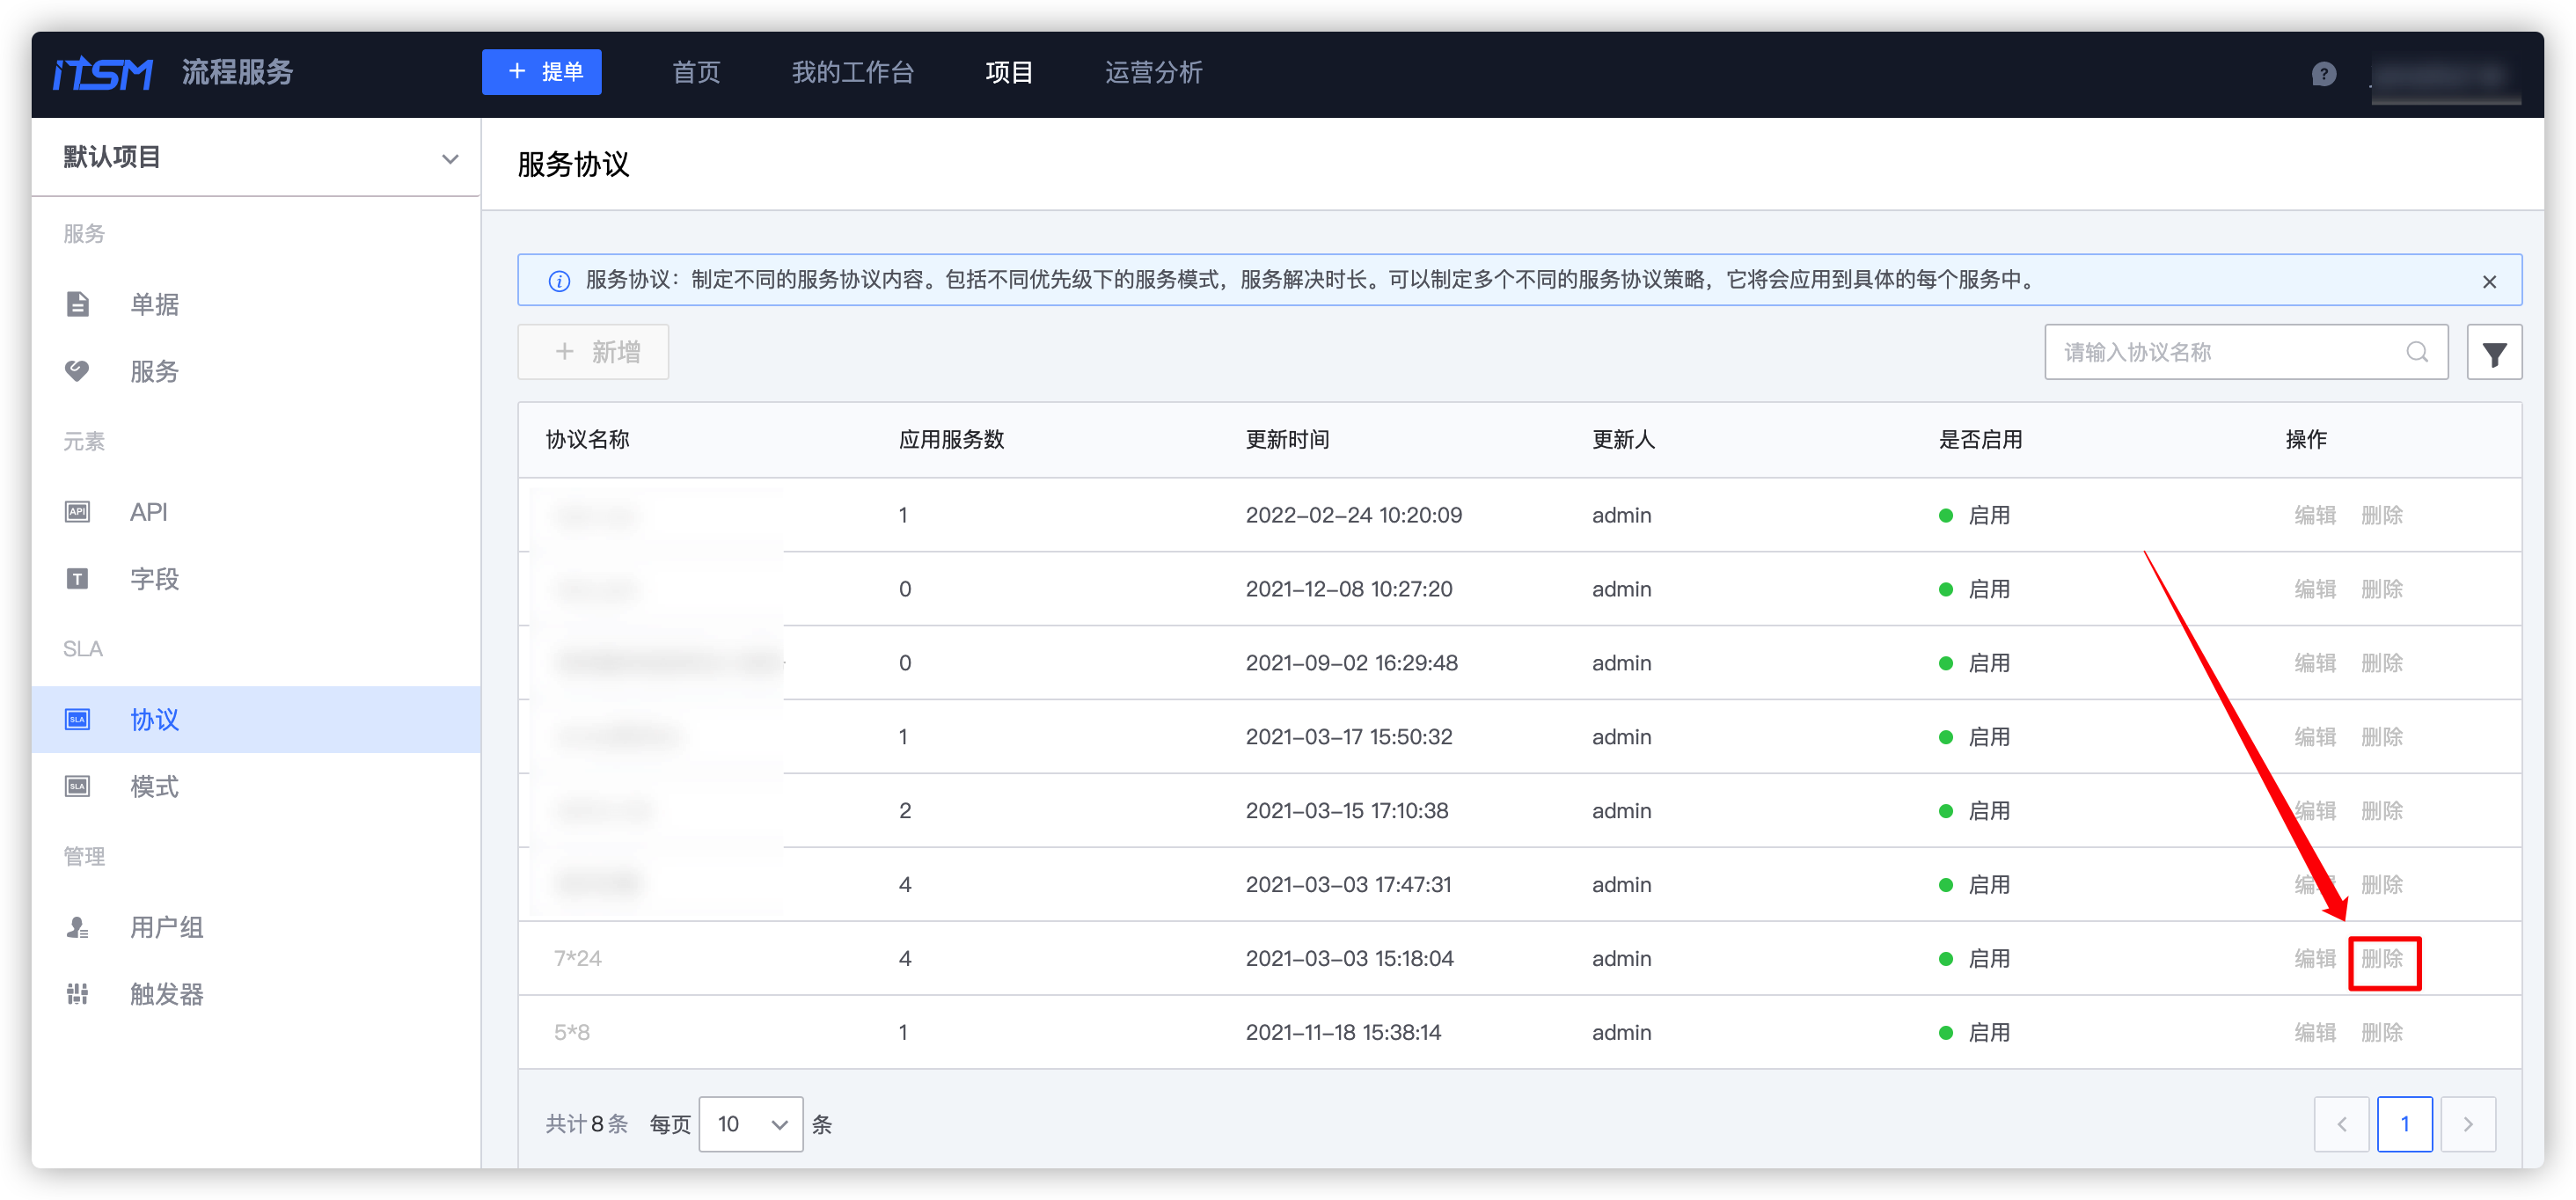 iTSM 流程服务 + 提单 首页 我的工作台 项目 运营分析 ?
默认项目
服务
单据
服务
元素
API API
T 字段
SLA
SLA 协议
SLA 模式
管理
用户组
触发器
服务协议
服务协议：制定不同的服务协议内容。包括不同优先级下的服务模式，服务解决时长。可以制定多个不同的服务协议策略，它将会应用到具体的每个服务中。
+ 新增 请输入协议名称
协议名称 应用服务数 更新时间 更新人 是否启用 操作
1 2022-02-24 10:20:09 admin 启用 编辑 删除
0 2021-12-08 10:27:20 admin 启用 编辑 删除
0 2021-09-02 16:29:48 admin 启用 编辑 删除
1 2021-03-17 15:50:32 admin 启用 编辑 删除
2 2021-03-15 17:10:38 admin 启用 编辑 删除
4 2021-03-03 17:47:31 admin 启用 编辑 删除
7*24 4 2021-03-03 15:18:04 admin 启用 编辑 删除
5*8 1 2021-11-18 15:38:14 admin 启用 编辑 删除
共计 8 条 每页 10 条 1